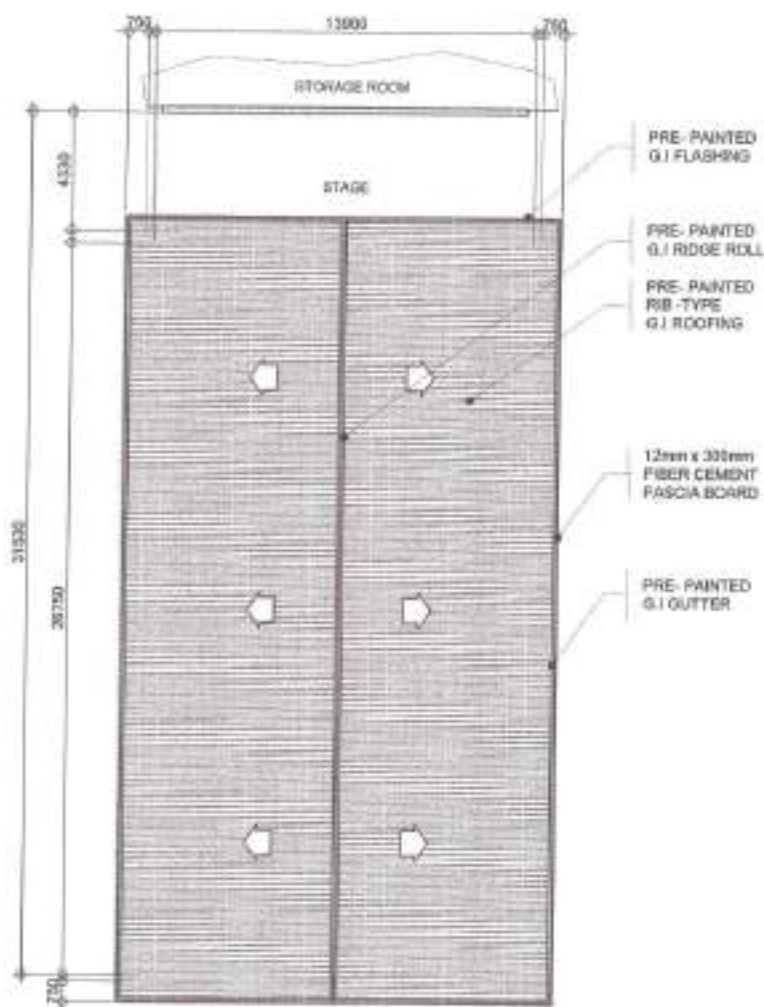 700
13900
750
STORAGE ROOM
4330
STAGE
PRE- PAINTED
G.I FLASHING
PRE- PAINTED
G.I RIDGE ROLL
PRE- PAINTED
RIB -TYPE
G.I ROOFING
12mm x 300mm
FIBER CEMENT
FASCIA BOARD
31530
26750
PRE- PAINTED
G.I GUTTER
750